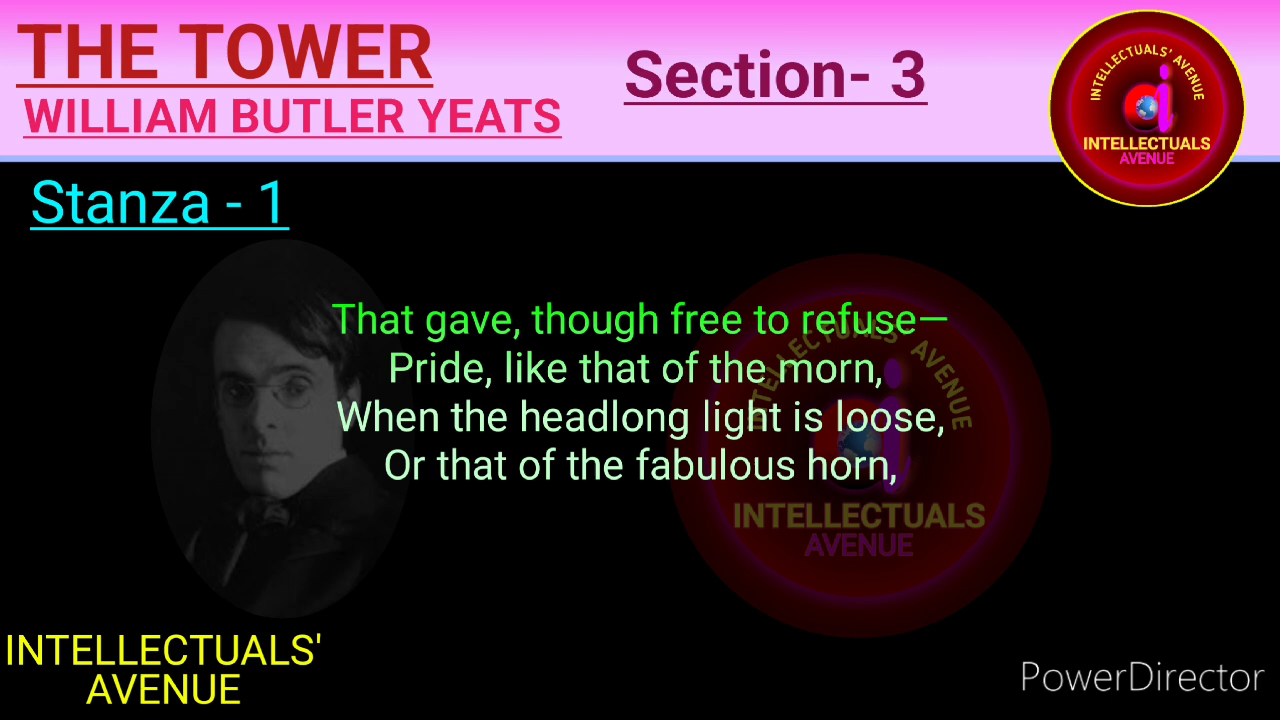 THE TOWER
WILLIAM BUTLER YEATS
Section- 3
INTELLECTUALS' AVENUE
INTELLECTUALS
AVENUE
Stanza - 1
That gave, though free to refuse—
Pride, like that of the morn,
When the headlong light is loose,
Or that of the fabulous horn,
INTELLECTUALS' AVENUE
INTELLECTUALS
AVENUE
INTELLECTUALS'
AVENUE
PowerDirector